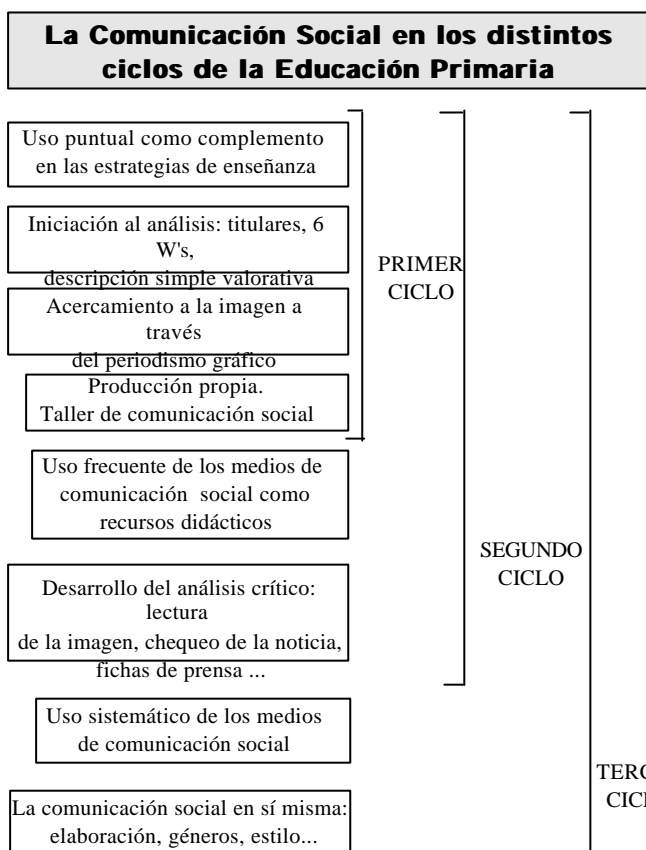 La Comunicación Social en los distintos
ciclos de la Educación Primaria
Uso puntual como complemento
en las estrategias de enseñanza
Iniciación al análisis: titulares, 6
W's,
descripción simple valorativa
Acercamiento a la imagen a
través
del periodismo gráfico
Producción propia.
Taller de comunicación social
PRIMER
CICLO
Uso frecuente de los medios de
comunicación social como
recursos didácticos
Desarrollo del análisis crítico:
lectura
de la imagen, chequeo de la noticia,
fichas de prensa ...
SEGUNDO
CICLO
Uso sistemático de los medios
de comunicación social
La comunicación social en sí misma:
elaboración, géneros, estilo...